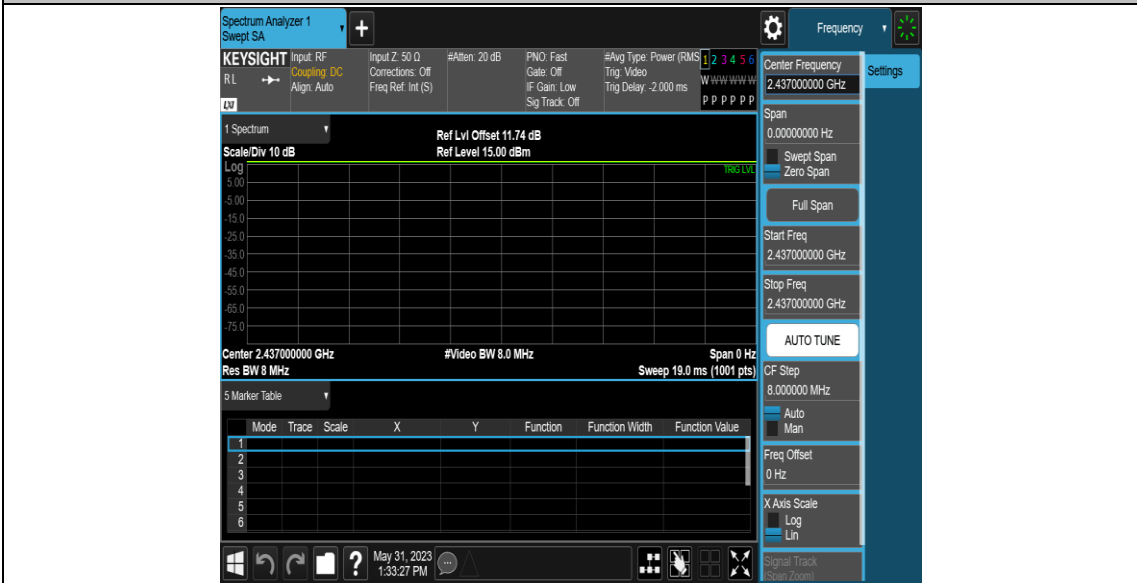 Spectrum Analyzer 1
Swept SA
+
Frequency
KEYSIGHT
R L
LXI
Input: RF
Coupling: DC
Align: Auto
Input Z: 50 Ω
Corrections: Off
Freq Ref: Int (S)
#Atten: 20 dB
PNO: Fast
Gate: Off
IF Gain: Low
Sig Track: Off
#Avg Type: Power (RMS
Trig: Video
Trig Delay: -2.000 ms
1 2 3 4 5 6
W W W W W W
P P P P P P
1 Spectrum
Scale/Div 10 dB
Ref Lvl Offset 11.74 dB
Ref Level 15.00 dBm
Log
TRIG LVL
5.00
-5.00
-15.0
-25.0
-35.0
-45.0
-55.0
-65.0
-75.0
Center 2.437000000 GHz
#Video BW 8.0 MHz
Span 0 Hz
Res BW 8 MHz
Sweep 19.0 ms (1001 pts)
5 Marker Table
Mode Trace Scale X Y Function Function Width Function Value
1
2
3
4
5
6
?
May 31, 2023
1:33:27 PM
Center Frequency
2.437000000 GHz
Settings
Span
0.00000000 Hz
Swept Span
Zero Span
Full Span
Start Freq
2.437000000 GHz
Stop Freq
2.437000000 GHz
AUTO TUNE
CF Step
8.000000 MHz
Auto
Man
Freq Offset
0 Hz
X Axis Scale
Log
Lin
Signal Track
(Span Zoom)